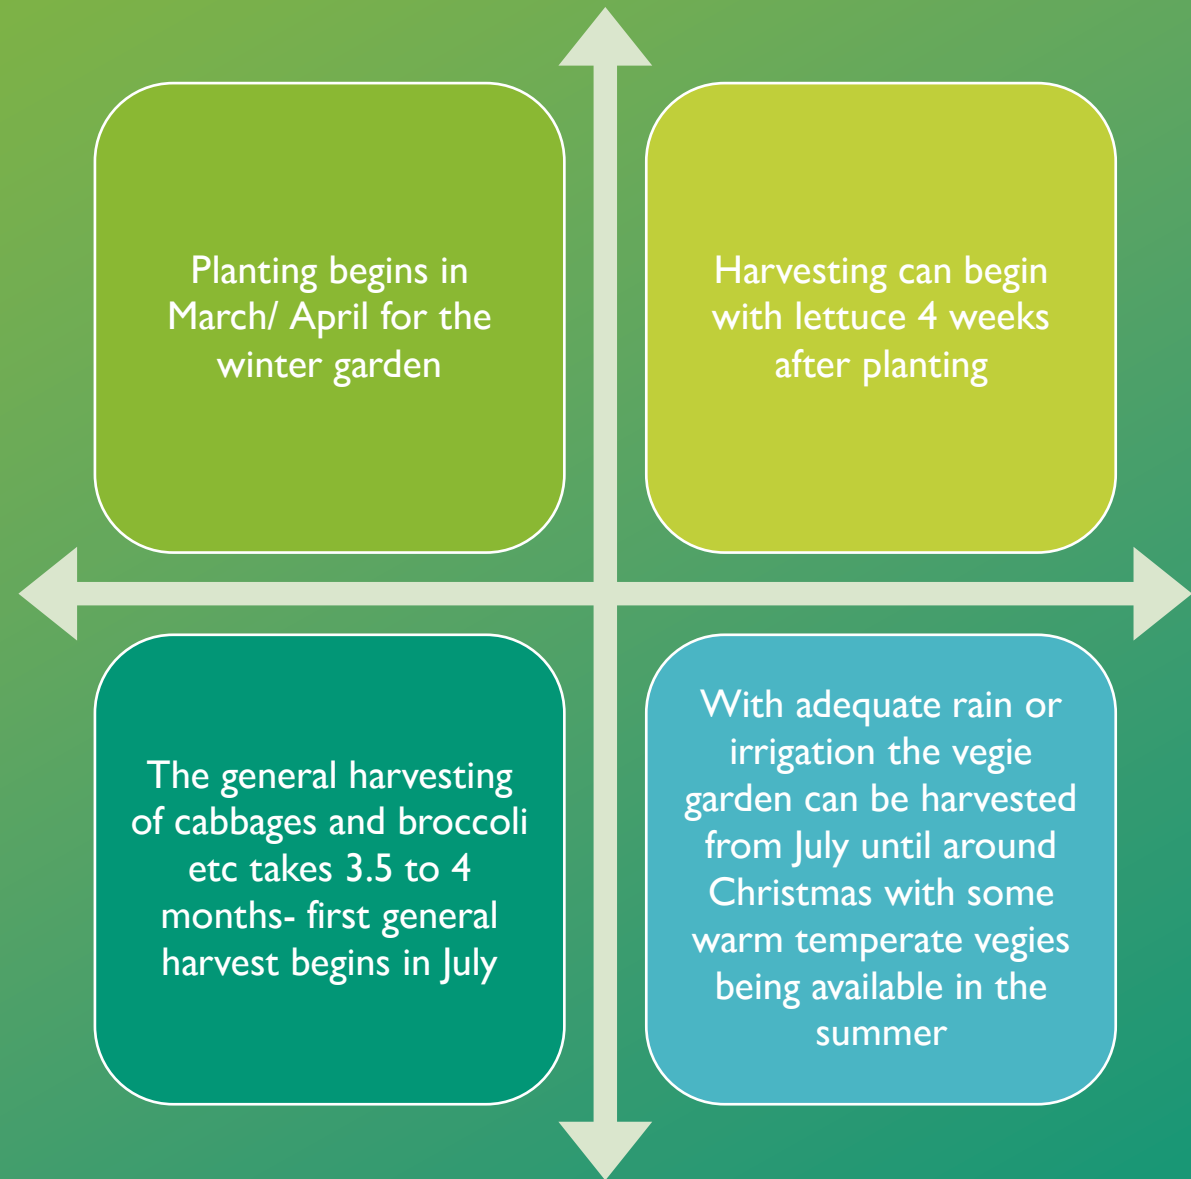 Planting begins in
March/ April for the
winter garden
Harvesting can begin
with lettuce 4 weeks
after planting
The general harvesting
of cabbages and broccoli
etc takes 3.5 to 4
months- first general
harvest begins in July
With adequate rain or
irrigation the vegie
garden can be harvested
from July until around
Christmas with some
warm temperate vegies
being available in the
summer